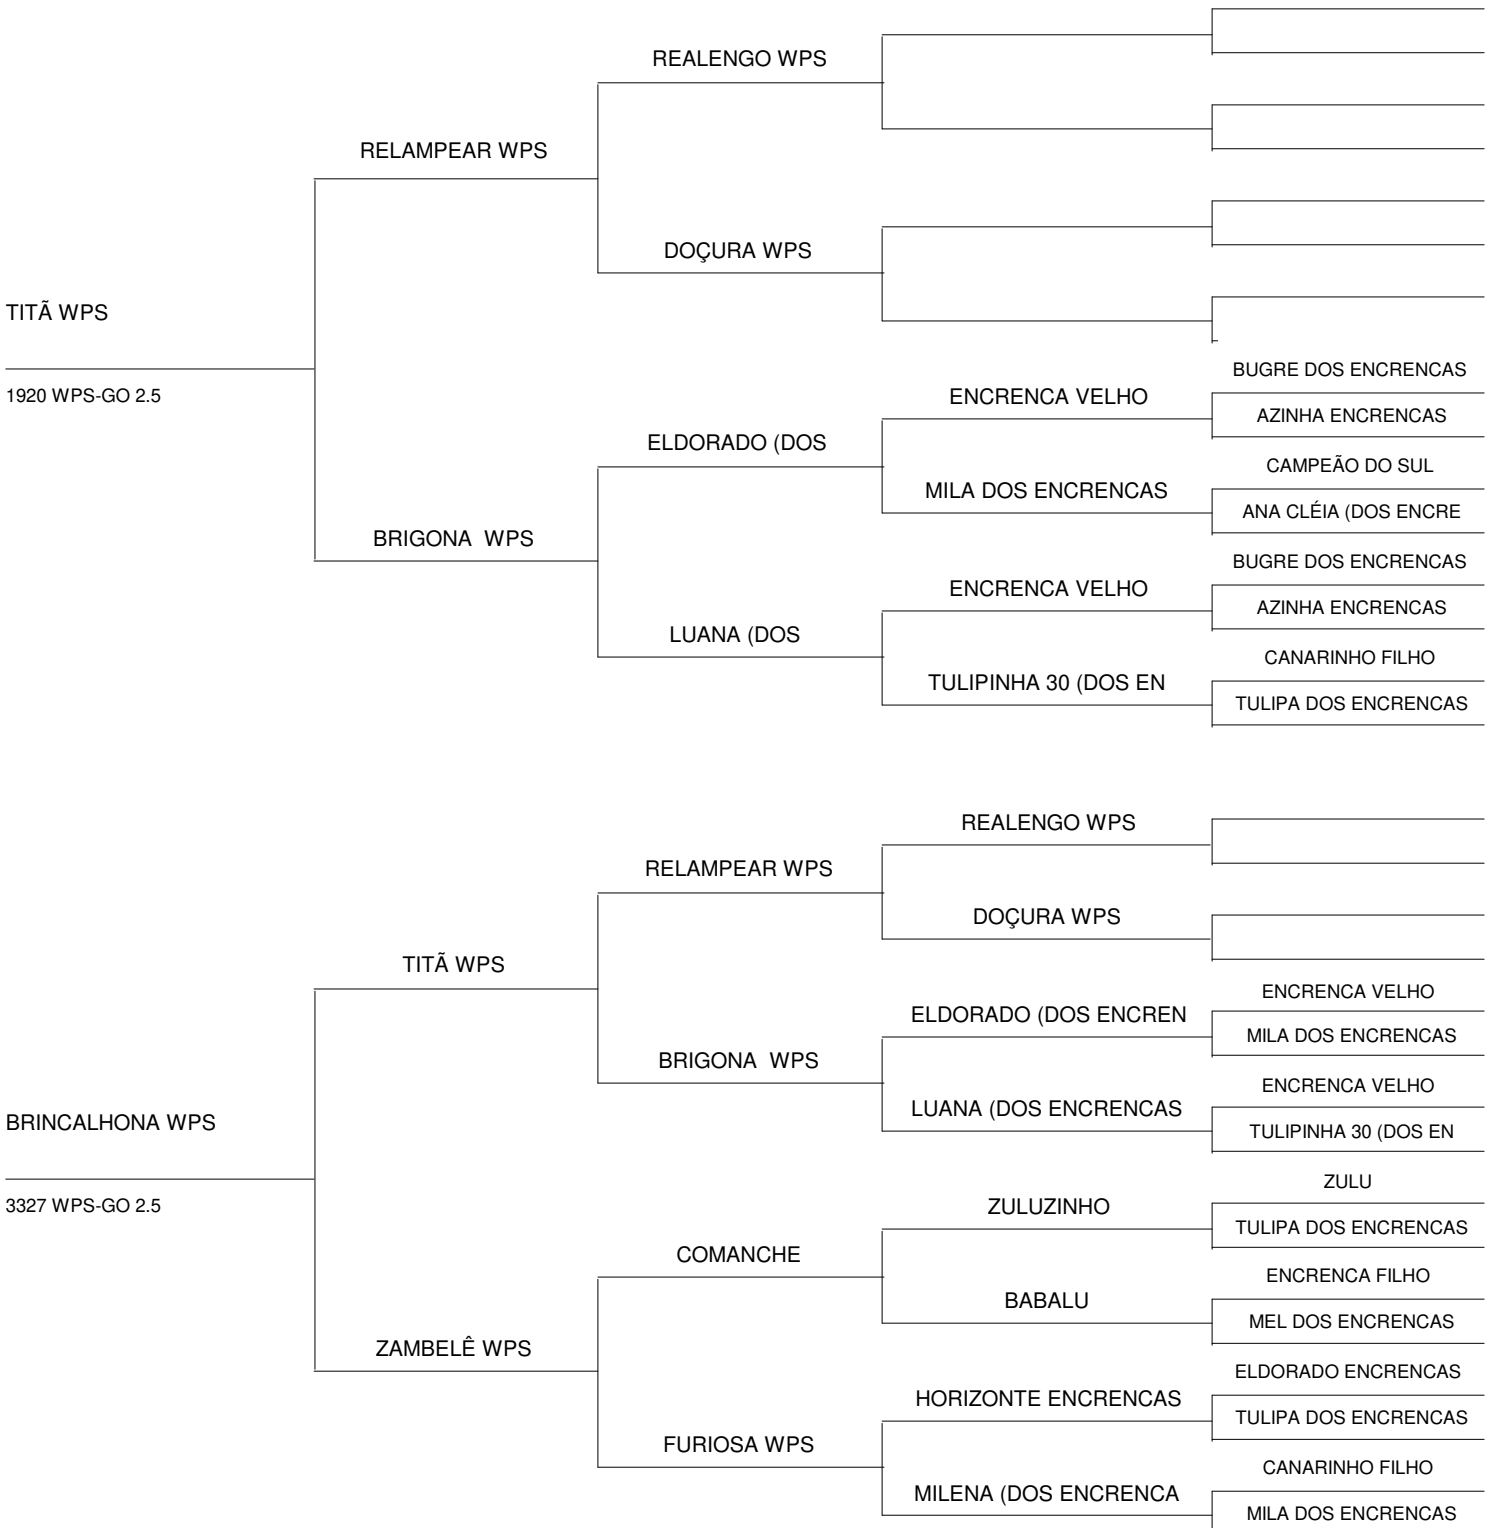 REALENGO WPS
RELAMPEAR WPS
DOÇURA WPS
TITÃ WPS
1920 WPS-GO 2.5
BUGRE DOS ENCRENCAS
ENCRENCA VELHO
AZINHA ENCRENCAS
ELDORADO (DOS
CAMPEÃO DO SUL
MILA DOS ENCRENCAS
ANA CLÉIA (DOS ENCRE
BRIGONA  WPS
BUGRE DOS ENCRENCAS
ENCRENCA VELHO
AZINHA ENCRENCAS
LUANA (DOS
CANARINHO FILHO
TULIPINHA 30 (DOS EN
TULIPA DOS ENCRENCAS
REALENGO WPS
RELAMPEAR WPS
DOÇURA WPS
TITÃ WPS
ENCRENCA VELHO
ELDORADO (DOS ENCREN
MILA DOS ENCRENCAS
BRIGONA  WPS
ENCRENCA VELHO
LUANA (DOS ENCRENCAS
TULIPINHA 30 (DOS EN
BRINCALHONA WPS
3327 WPS-GO 2.5
ZULU
ZULUZINHO
TULIPA DOS ENCRENCAS
COMANCHE
ENCRENCA FILHO
BABALU
MEL DOS ENCRENCAS
ZAMBELÊ WPS
ELDORADO ENCRENCAS
HORIZONTE ENCRENCAS
TULIPA DOS ENCRENCAS
FURIOSA WPS
CANARINHO FILHO
MILENA (DOS ENCRENCA
MILA DOS ENCRENCAS